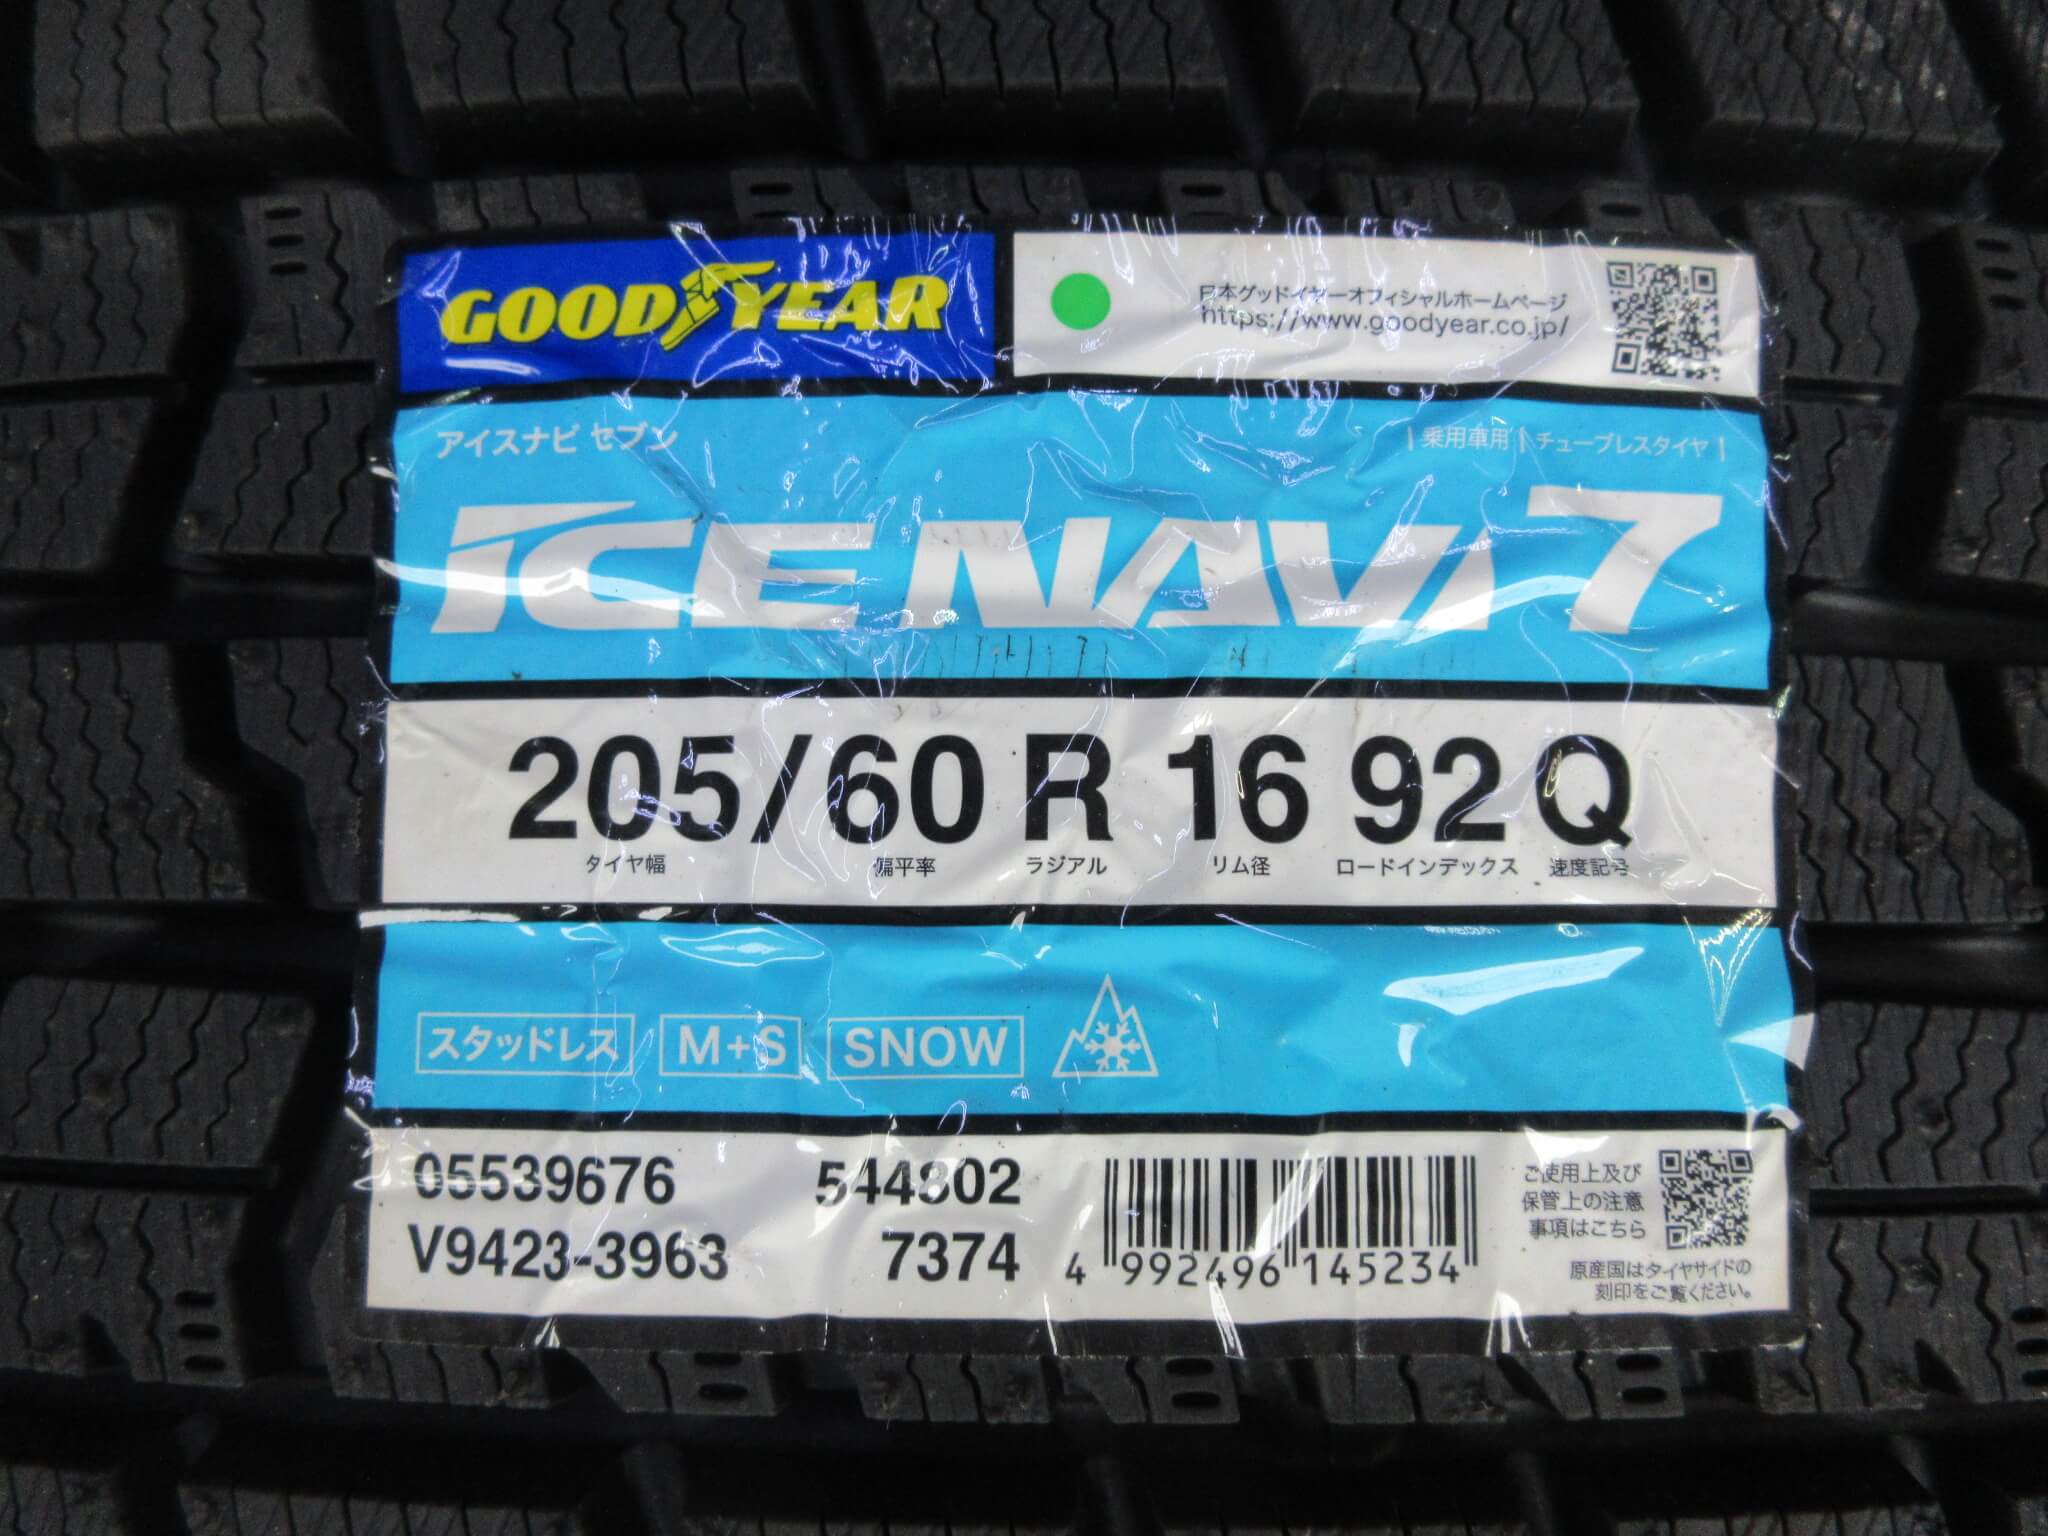 GOODYEAR
日本グッドイヤーオフィシャルホームページ
https://www.goodyear.co.jp/
アイスナビ セブン
| 乗用車用 | チューブレスタイヤ |
ICE NAVI 7
205/60 R 16 92 Q
タイヤ幅 偏平率 ラジアル リム径 ロードインデックス 速度記号
スタッドレス M+S SNOW
05539676 544802
V9423-3963 7374
4 992496 145234
ご使用上及び
保管上の注意
事項はこちら
原産国はタイヤサイドの
刻印をご覧ください。